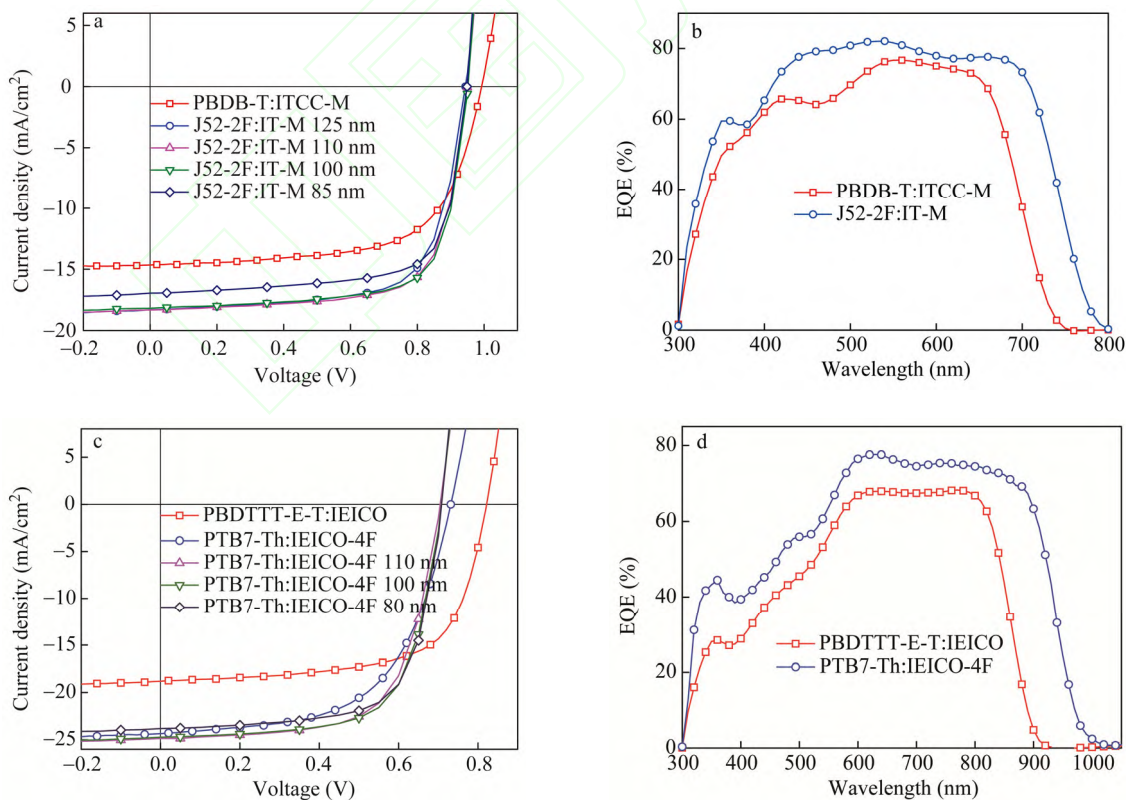 a
5
0
−5
−10
−15
−20
Current density (mA/cm²)
PBDB-T:ITCC-M
J52-2F:IT-M 125 nm
J52-2F:IT-M 110 nm
J52-2F:IT-M 100 nm
J52-2F:IT-M 85 nm
−0.2 0.0 0.2 0.4 0.6 0.8 1.0
Voltage (V)
b
80
60
40
20
0
EQE (%)
PBDB-T:ITCC-M
J52-2F:IT-M
300 400 500 600 700 800
Wavelength (nm)
c
5
0
−5
−10
−15
−20
−25
Current density (mA/cm²)
PBDTTT-E-T:IEICO
PTB7-Th:IEICO-4F
PTB7-Th:IEICO-4F 110 nm
PTB7-Th:IEICO-4F 100 nm
PTB7-Th:IEICO-4F 80 nm
−0.2 0.0 0.2 0.4 0.6 0.8
Voltage (V)
d
80
60
40
20
0
EQE (%)
PBDTTT-E-T:IEICO
PTB7-Th:IEICO-4F
300 400 500 600 700 800 900 1000
Wavelength (nm)